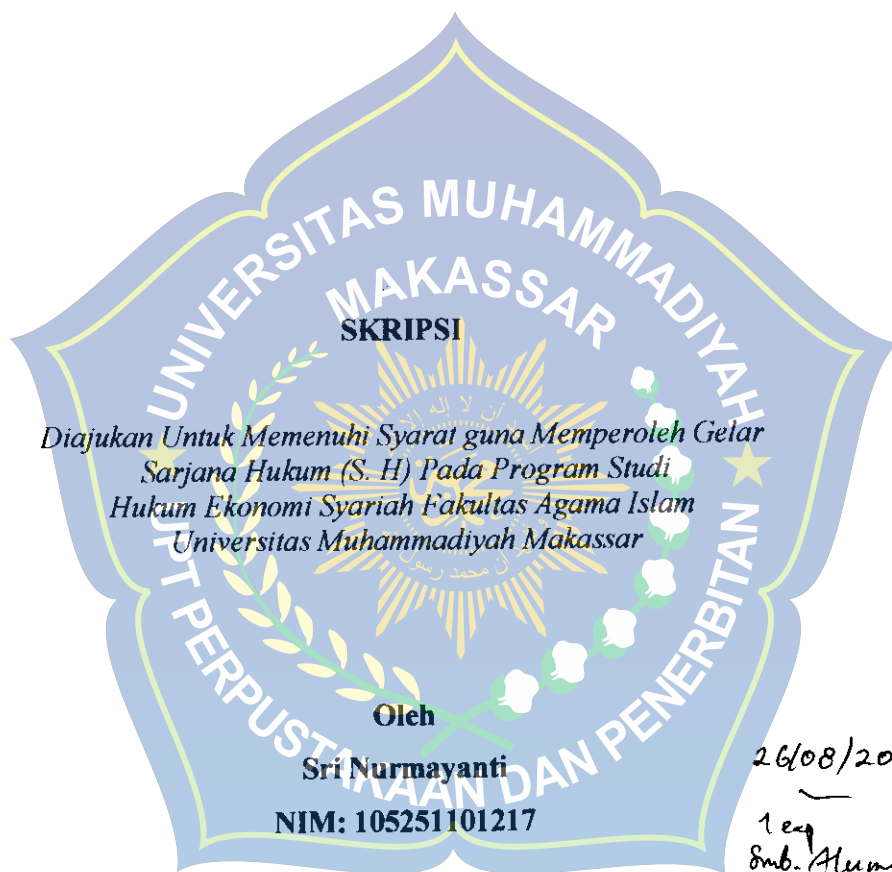 UNIVERSITAS MUHAMMADIYAH
MAKASSAR
SKRIPSI
Diajukan Untuk Memenuhi Syarat guna Memperoleh Gelar
Sarjana Hukum (S. H) Pada Program Studi
Hukum Ekonomi Syariah Fakultas Agama Islam
Universitas Muhammadiyah Makassar
Oleh
Sri Nurmayanti
NIM: 105251101217
UPT PERPUSTAKAAN DAN PENERBITAN
26/08/20
1
Smb. Alum